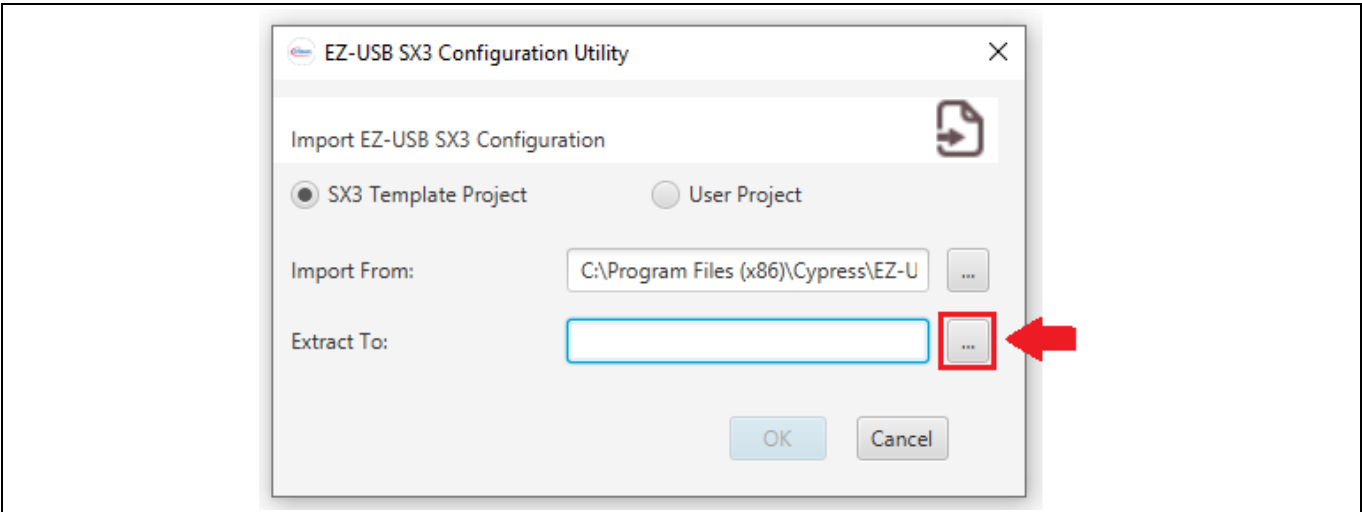 EZ-USB SX3 Configuration Utility
Import EZ-USB SX3 Configuration
SX3 Template Project User Project
Import From: C:\Program Files (x86)\Cypress\EZ-U ...
Extract To: ...
OK Cancel